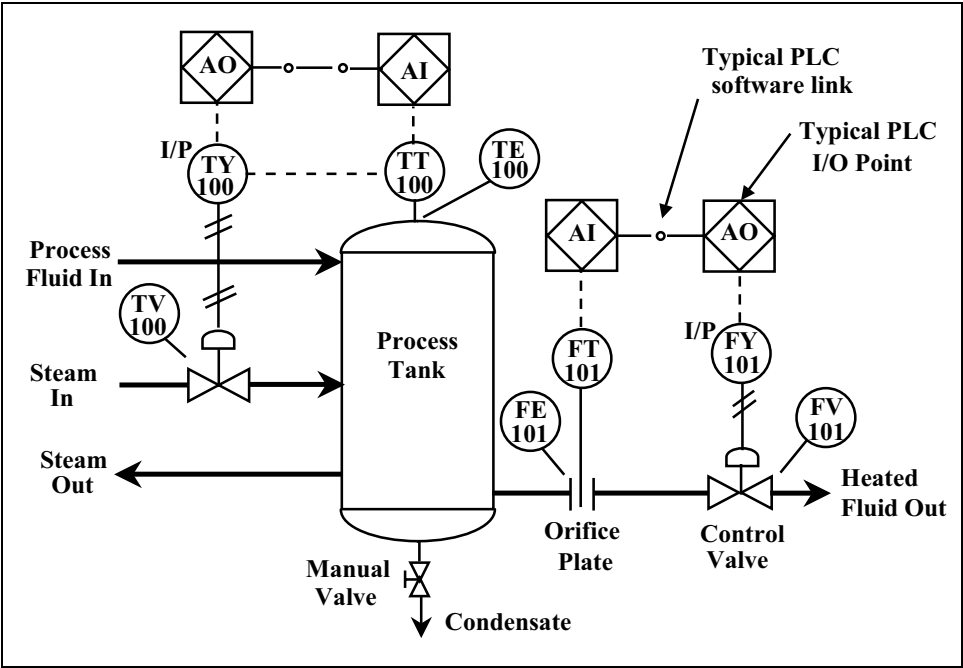 AO
AI
Typical PLC
software link
I/P
TY
100
TT
100
TE
100
Typical PLC
I/O Point
AI
AO
Process
Fluid In
TV
100
Process
Tank
I/P
FT
101
FY
101
Steam
In
FE
101
FV
101
Steam
Out
Heated
Fluid Out
Orifice
Plate
Control
Valve
Manual
Valve
Condensate